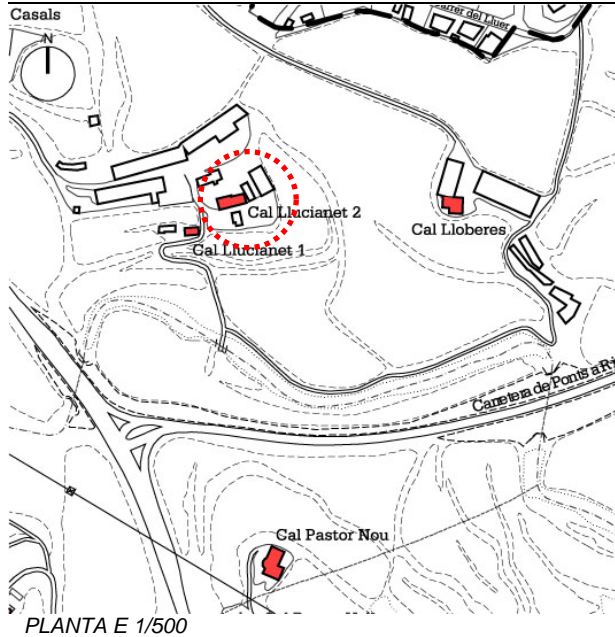 Carrer del Lluer
Casals
N
Cal Llucianet 2
Cal Lloberes
Cal Llucianet 1
Carretera de Ponts a Ri
Cal Pastor Nou
PLANTA E 1/500